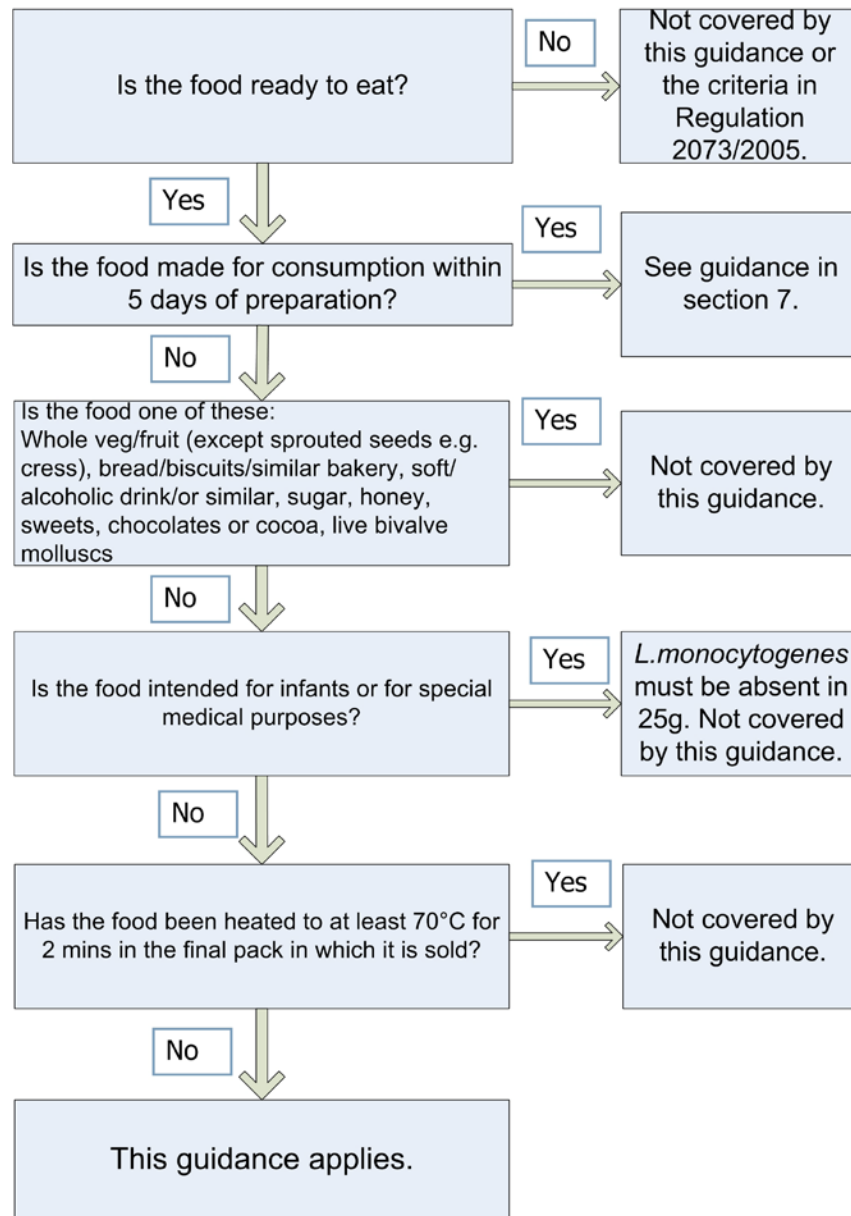 Is the food ready to eat?
No
Not covered by
this guidance or
the criteria in
Regulation
2073/2005.
Yes
Is the food made for consumption within
5 days of preparation?
Yes
See guidance in
section 7.
No
Is the food one of these:
Whole veg/fruit (except sprouted seeds e.g.
cress), bread/biscuits/similar bakery, soft/
alcoholic drink/or similar, sugar, honey,
sweets, chocolates or cocoa, live bivalve
molluscs
Yes
Not covered by
this guidance.
No
Is the food intended for infants or for special
medical purposes?
Yes
L.monocytogenes
must be absent in
25g. Not covered
by this guidance.
No
Has the food been heated to at least 70°C for
2 mins in the final pack in which it is sold?
Yes
Not covered by
this guidance.
No
This guidance applies.